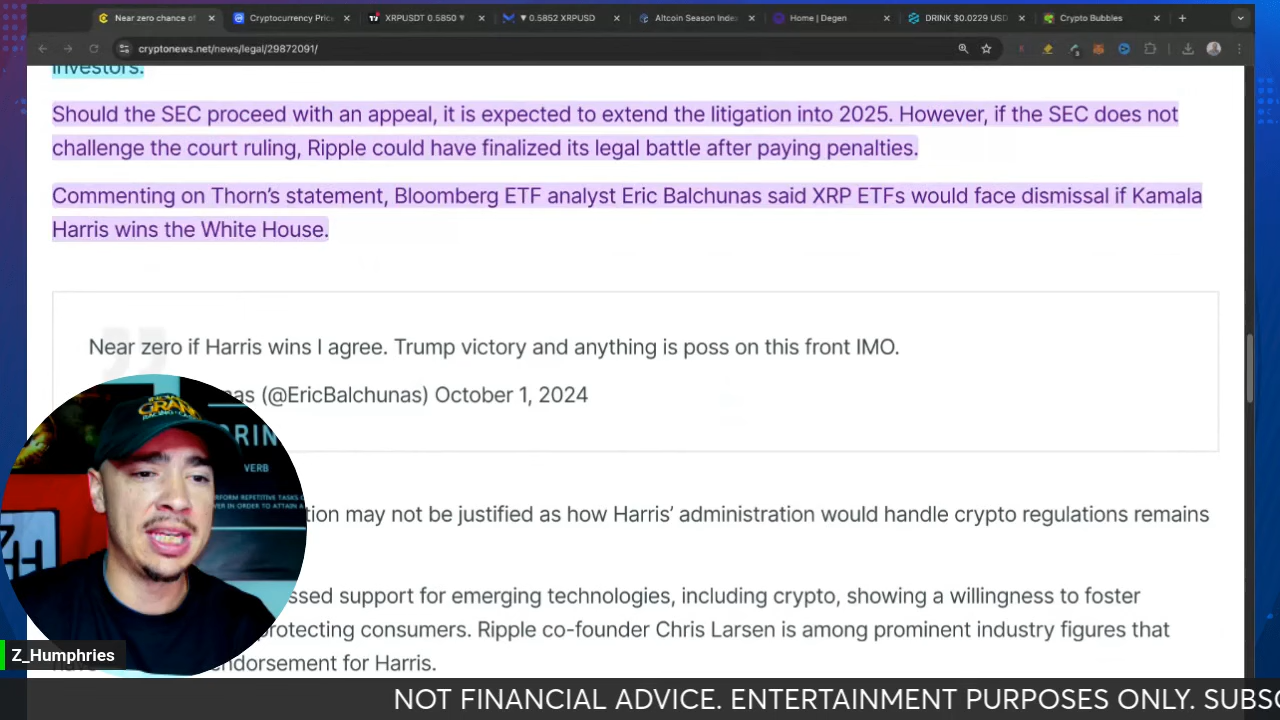 Near zero chance of
Cryptocurrency Price
XRPUSDT 0.5850 ▼
▼ 0.5852 XRPUSD
Altcoin Season Index
Home | Degen
DRINK $0.0229 USD
Crypto Bubbles
cryptonews.net/news/legal/29872091/
investors.
Should the SEC proceed with an appeal, it is expected to extend the litigation into 2025. However, if the SEC does not
challenge the court ruling, Ripple could have finalized its legal battle after paying penalties.
Commenting on Thorn's statement, Bloomberg ETF analyst Eric Balchunas said XRP ETFs would face dismissal if Kamala
Harris wins the White House.
Near zero if Harris wins I agree. Trump victory and anything is poss on this front IMO.
nas (@EricBalchunas) October 1, 2024
VERB
tion may not be justified as how Harris' administration would handle crypto regulations remains
ssed support for emerging technologies, including crypto, showing a willingness to foster
protecting consumers. Ripple co-founder Chris Larsen is among prominent industry figures that
endorsement for Harris.
Z_Humphries
NOT FINANCIAL ADVICE. ENTERTAINMENT PURPOSES ONLY. SUBSC